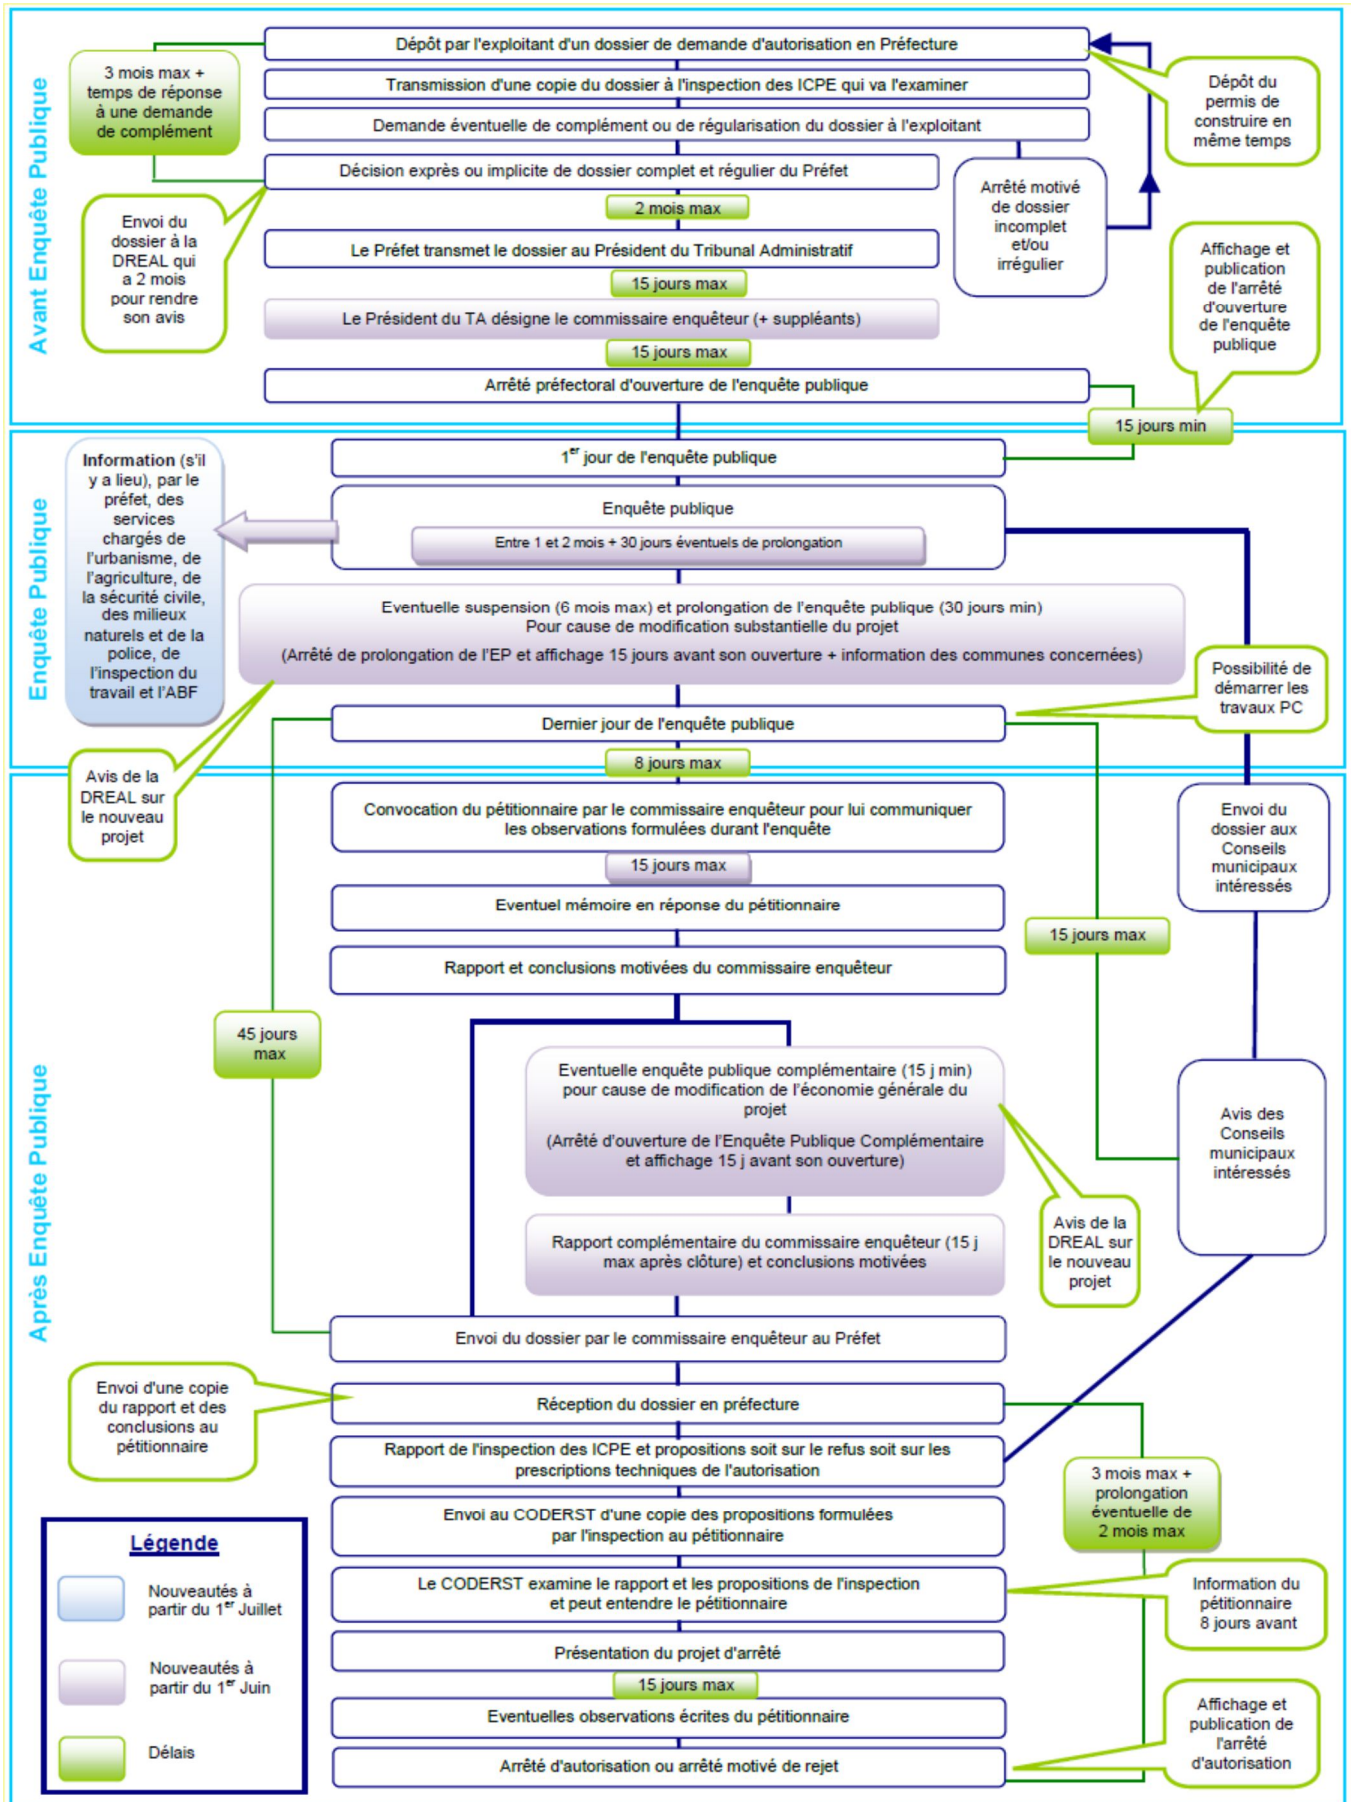 Avant Enquête Publique
Dépôt par l'exploitant d'un dossier de demande d'autorisation en Préfecture
3 mois max +
temps de réponse
à une demande
de complément
Dépôt du
permis de
construire en
même temps
Transmission d'une copie du dossier à l'inspection des ICPE qui va l'examiner
Demande éventuelle de complément ou de régularisation du dossier à l'exploitant
Décision exprès ou implicite de dossier complet et régulier du Préfet
Arrêté motivé
de dossier
incomplet
et/ou
irrégulier
2 mois max
Envoi du
dossier à la
DREAL qui
a 2 mois
pour rendre
son avis
Le Préfet transmet le dossier au Président du Tribunal Administratif
Affichage et
publication
de l'arrêté
d'ouverture
de l'enquête
publique
15 jours max
Le Président du TA désigne le commissaire enquêteur (+ suppléants)
15 jours max
Arrêté préfectoral d'ouverture de l'enquête publique
15 jours min
Enquête Publique
1er jour de l'enquête publique
Information (s'il
y a lieu), par le
préfet, des
services
chargés de
l'urbanisme, de
l'agriculture, de
la sécurité civile,
des milieux
naturels et de la
police, de
l'inspection du
travail et l'ABF
Enquête publique
Entre 1 et 2 mois + 30 jours éventuels de prolongation
Eventuelle suspension (6 mois max) et prolongation de l'enquête publique (30 jours min)
Pour cause de modification substantielle du projet
(Arrêté de prolongation de l'EP et affichage 15 jours avant son ouverture + information des communes concernées)
Possibilité de
démarrer les
travaux PC
Dernier jour de l'enquête publique
8 jours max
Avis de la
DREAL sur
le nouveau
projet
Après Enquête Publique
Convocation du pétitionnaire par le commissaire enquêteur pour lui communiquer
les observations formulées durant l'enquête
Envoi du
dossier aux
Conseils
municipaux
intéressés
15 jours max
Eventuel mémoire en réponse du pétitionnaire
15 jours max
Rapport et conclusions motivées du commissaire enquêteur
45 jours
max
Eventuelle enquête publique complémentaire (15 j min)
pour cause de modification de l'économie générale du
projet
(Arrêté d'ouverture de l'Enquête Publique Complémentaire
et affichage 15 j avant son ouverture)
Avis des
Conseils
municipaux
intéressés
Avis de la
DREAL sur
le nouveau
projet
Rapport complémentaire du commissaire enquêteur (15 j
max après clôture) et conclusions motivées
Envoi du dossier par le commissaire enquêteur au Préfet
Envoi d'une copie
du rapport et des
conclusions au
pétitionnaire
Réception du dossier en préfecture
Rapport de l'inspection des ICPE et propositions soit sur le refus soit sur les
prescriptions techniques de l'autorisation
3 mois max +
prolongation
éventuelle de
2 mois max
Envoi au CODERST d'une copie des propositions formulées
par l'inspection au pétitionnaire
Le CODERST examine le rapport et les propositions de l'inspection
et peut entendre le pétitionnaire
Information du
pétitionnaire
8 jours avant
Présentation du projet d'arrêté
15 jours max
Eventuelles observations écrites du pétitionnaire
Affichage et
publication de
l'arrêté
d'autorisation
Arrêté d'autorisation ou arrêté motivé de rejet
Légende
Nouveautés à
partir du 1er Juillet
Nouveautés à
partir du 1er Juin
Délais